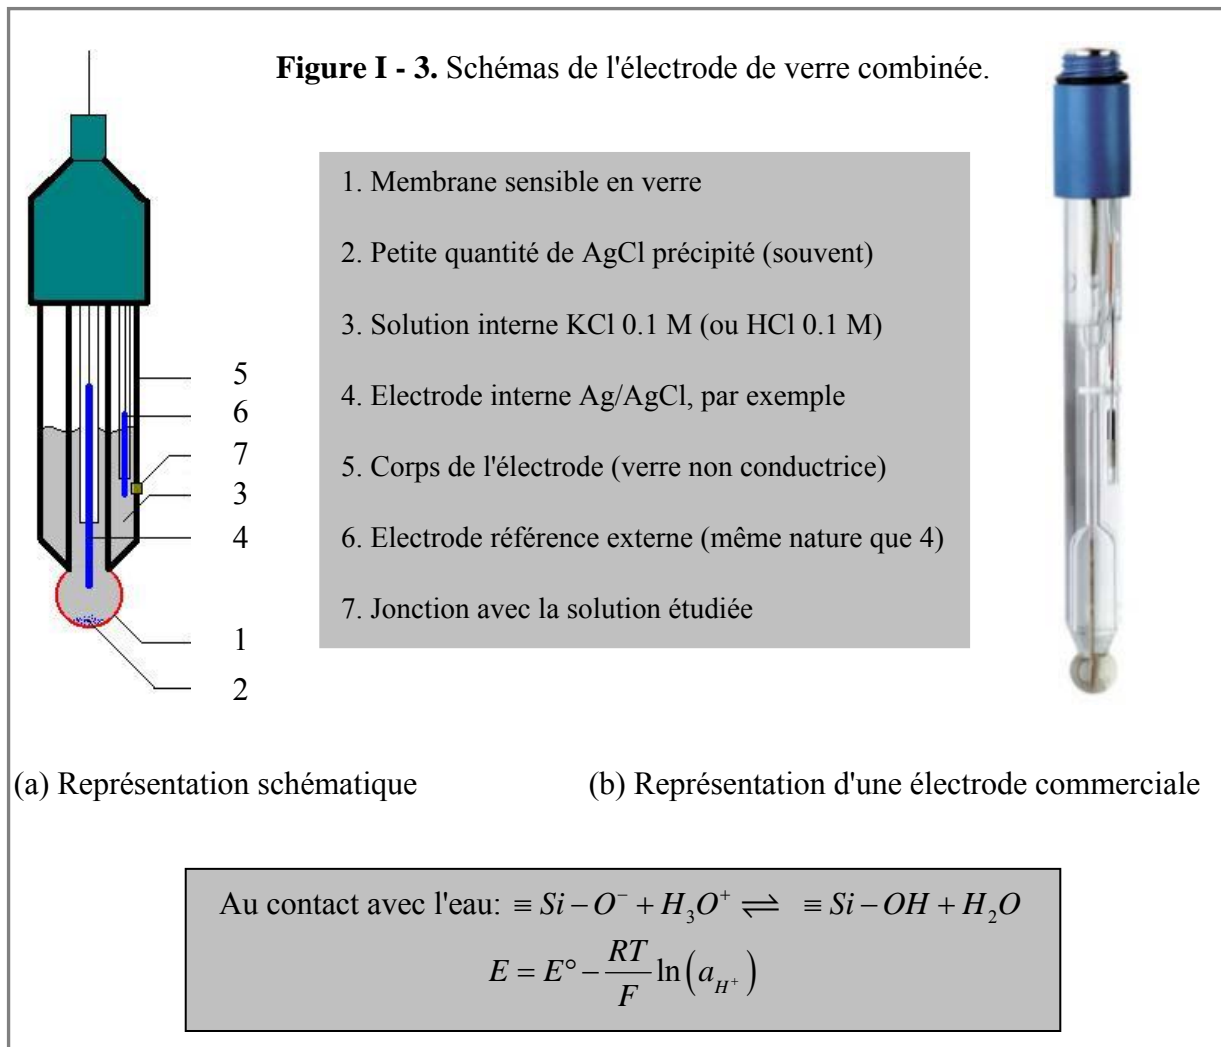 Figure I - 3. Schémas de l'électrode de verre combinée.
1. Membrane sensible en verre
2. Petite quantité de AgCl précipité (souvent)
3. Solution interne KCl 0.1 M (ou HCl 0.1 M)
4. Electrode interne Ag/AgCl, par exemple
5. Corps de l'électrode (verre non conductrice)
6. Electrode référence externe (même nature que 4)
7. Jonction avec la solution étudiée
5
6
7
3
4
1
2
(a) Représentation schématique
(b) Représentation d'une électrode commerciale
Au contact avec l'eau: ≡ Si − O⁻ + H₃O⁺ ⇌ ≡ Si − OH + H₂O
E = E° − RT/F ln(a_H⁺)